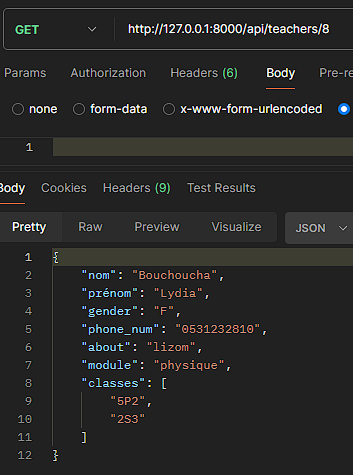 GET http://127.0.0.1:8000/api/teachers/8
Params Authorization Headers (6) Body Pre-re
none form-data x-www-form-urlencoded
1
Body Cookies Headers (9) Test Results
Pretty Raw Preview Visualize JSON
1 {
2 "nom": "Bouchoucha",
3 "prénom": "Lydia",
4 "gender": "F",
5 "phone_num": "0531232810",
6 "about": "lizom",
7 "module": "physique",
8 "classes": [
9 "5P2",
10 "2S3"
11 ]
12 }